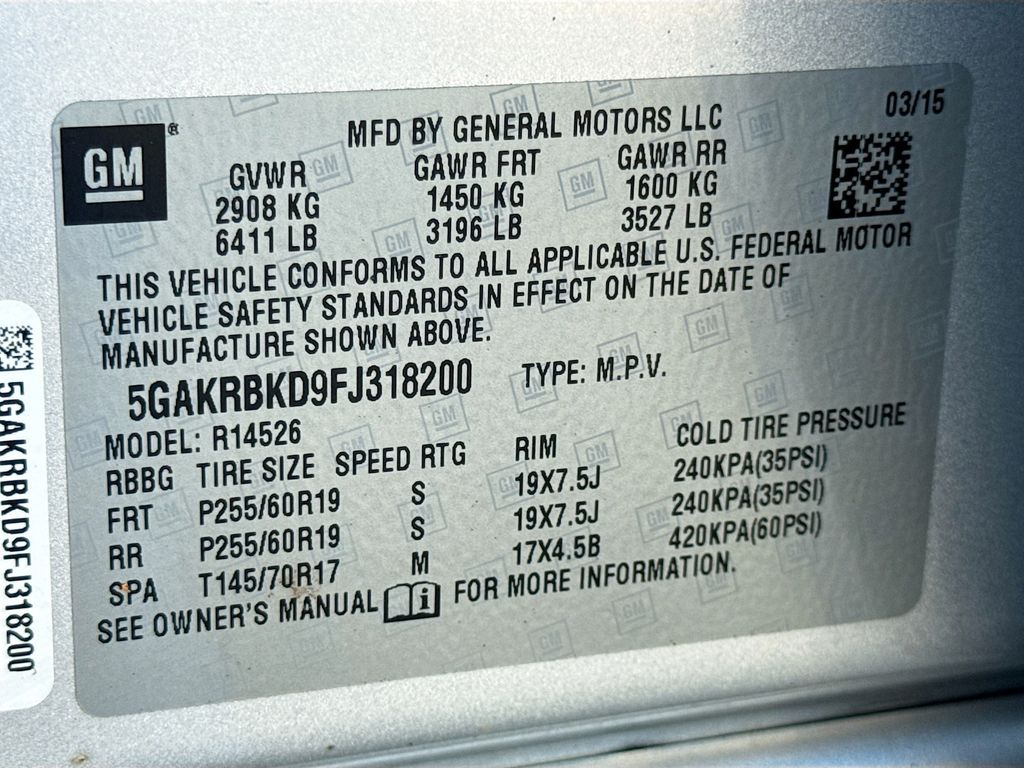 GM
®
MFD BY GENERAL MOTORS LLC
03/15
GVWR GAWR FRT GAWR RR
2908 KG 1450 KG 1600 KG
6411 LB 3196 LB 3527 LB
THIS VEHICLE CONFORMS TO ALL APPLICABLE U.S. FEDERAL MOTOR
VEHICLE SAFETY STANDARDS IN EFFECT ON THE DATE OF
MANUFACTURE SHOWN ABOVE.
5GAKRBKD9FJ318200 TYPE: M.P.V.
MODEL: R14526
RBBG TIRE SIZE SPEED RTG RIM COLD TIRE PRESSURE
FRT P255/60R19 S 19X7.5J 240KPA(35PSI)
RR P255/60R19 S 19X7.5J 240KPA(35PSI)
SPA T145/70R17 M 17X4.5B 420KPA(60PSI)
SEE OWNER'S MANUAL i FOR MORE INFORMATION.
5GAKRBKD9FJ318200